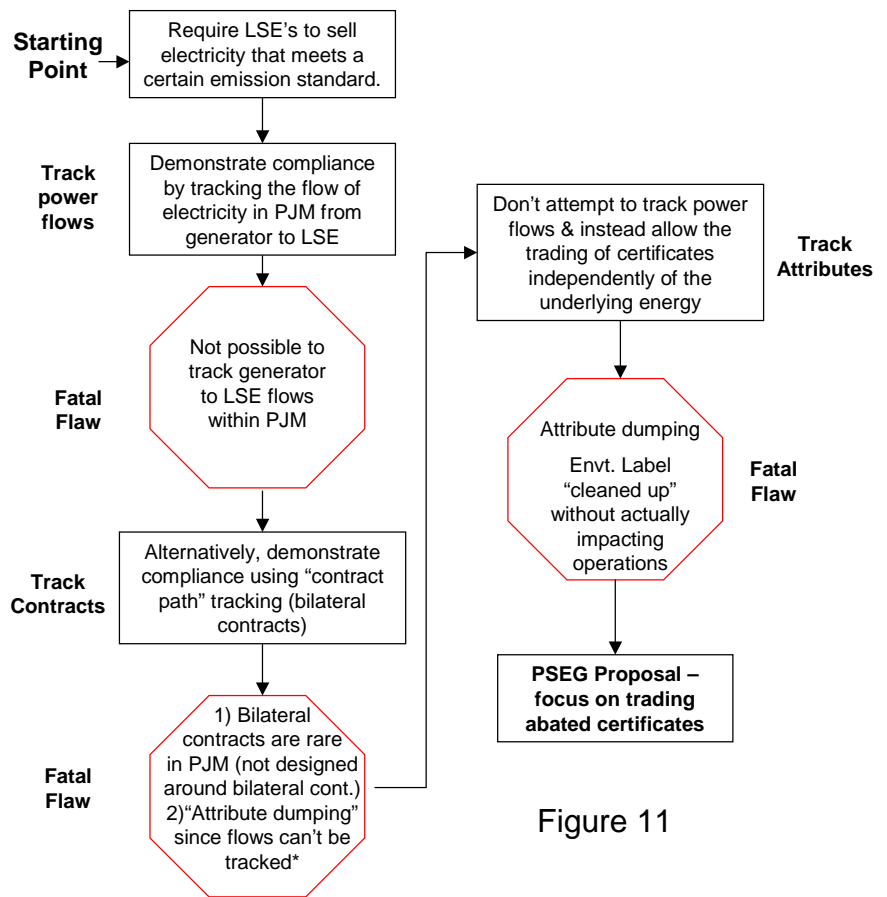 Starting
Point
Require LSE’s to sell
electricity that meets a
certain emission standard.
Track
power
flows
Demonstrate compliance
by tracking the flow of
electricity in PJM from
generator to LSE
Fatal
Flaw
Not possible to
track generator
to LSE flows
within PJM
Track
Contracts
Alternatively, demonstrate
compliance using “contract
path” tracking (bilateral
contracts)
Fatal
Flaw
1) Bilateral
contracts are rare
in PJM (not designed
around bilateral cont.)
2)“Attribute dumping”
since flows can’t be
tracked*
Don’t attempt to track power
flows & instead allow the
trading of certificates
independently of the
underlying energy
Track
Attributes
Attribute dumping
Envt. Label
“cleaned up”
without actually
impacting
operations
Fatal
Flaw
PSEG Proposal –
focus on trading
abated certificates
Figure 11